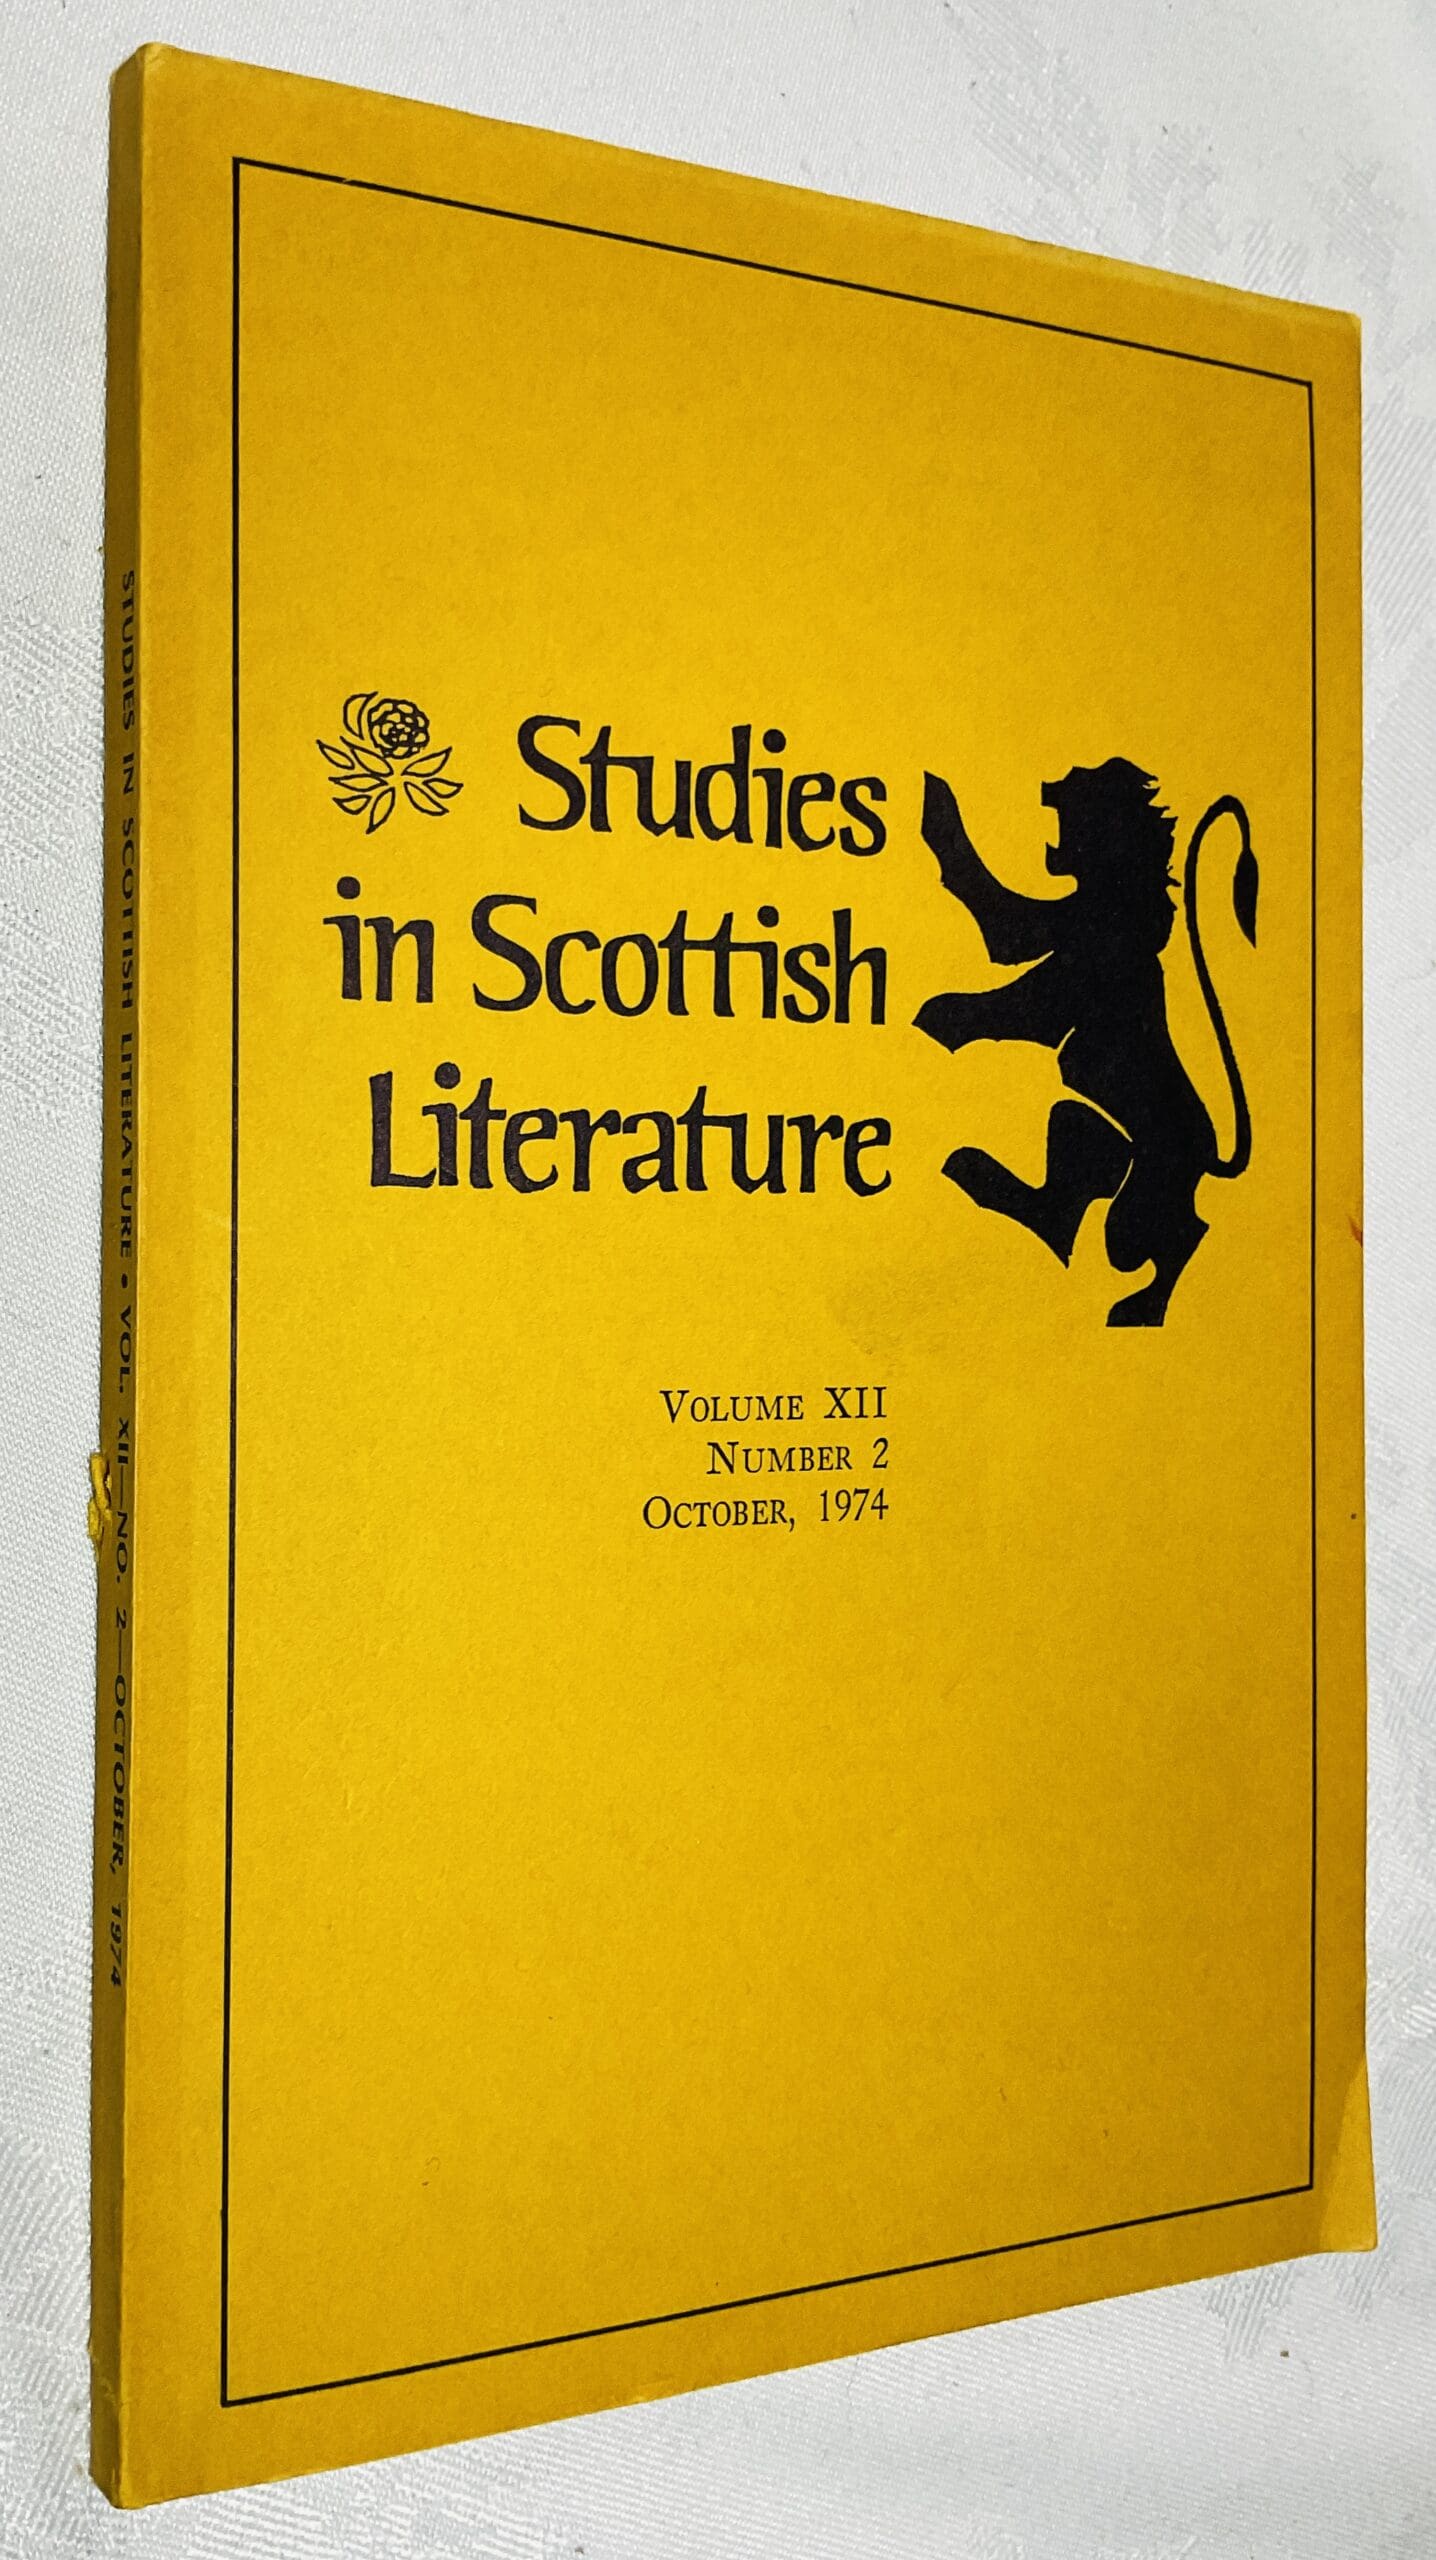 Studies
in Scottish
Literature
VOLUME XII
NUMBER 2
OCTOBER, 1974
STUDIES IN SCOTTISH LITERATURE • VOL. XII—NO. 2—OCTOBER, 1974